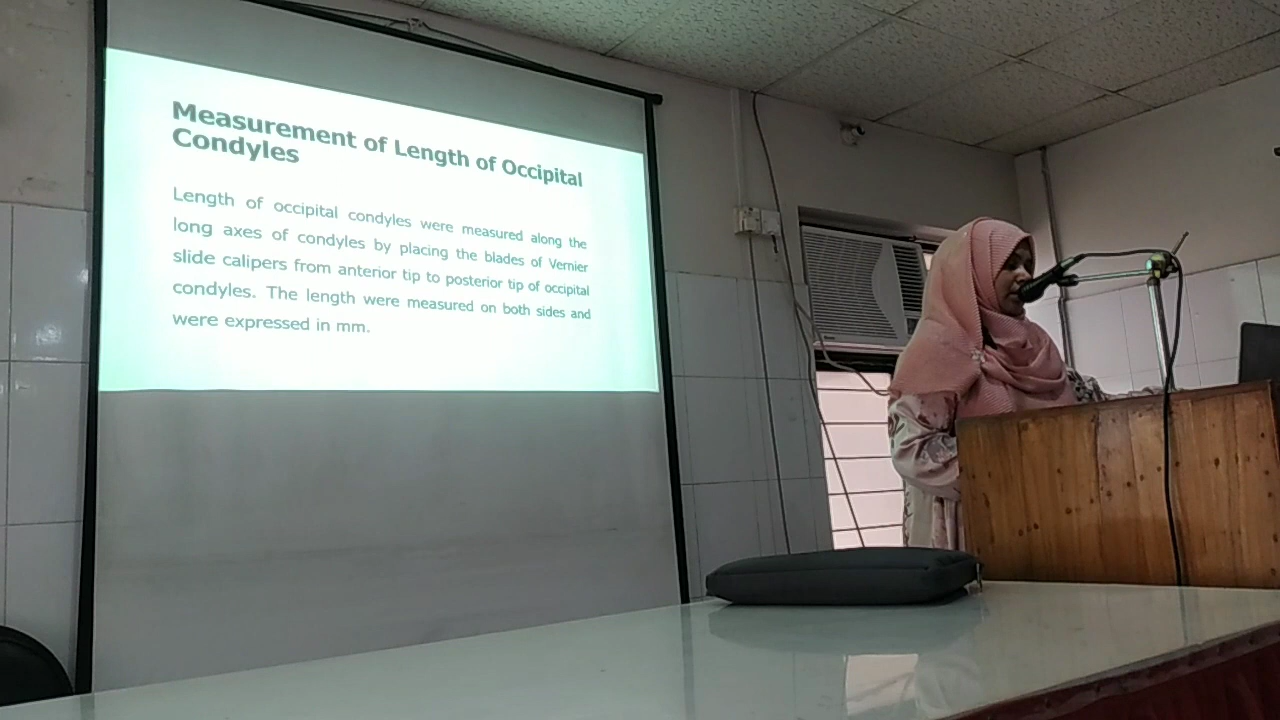 Measurement of Length of Occipital
Condyles
Length of occipital condyles were measured along the
long axes of condyles by placing the blades of Vernier
slide calipers from anterior tip to posterior tip of occipital
condyles. The length were measured on both sides and
were expressed in mm.